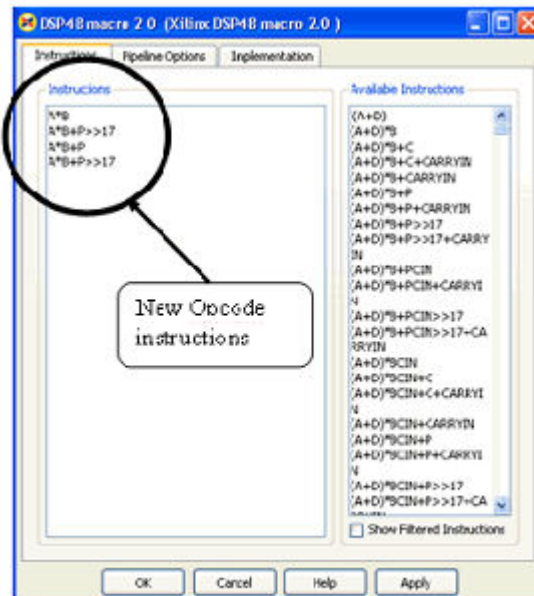 DSP48 macro 2 0 (Xilinx DSP48 macro 2.0 )
Instructions Pipeline Options Implementation
Instrucions
A*B
A*B+P>>17
A*B+P
A*B+P>>17
New Opcode
instructions
Availabe Instructions
(A+D)
(A+D)*B
(A+D)*B+C
(A+D)*B+C+CARRYIN
(A+D)*B+CARRYIN
(A+D)*B+P
(A+D)*B+P+CARRYIN
(A+D)*B+P>>17
(A+D)*B+P>>17+CARRY
IN
(A+D)*B+PCIN
(A+D)*B+PCIN+CARRYI
N
(A+D)*B+PCIN>>17
(A+D)*B+PCIN>>17+CA
RRYIN
(A+D)*BCIN
(A+D)*BCIN+C
(A+D)*BCIN+C+CARRYI
N
(A+D)*BCIN+CARRYIN
(A+D)*BCIN+P
(A+D)*BCIN+P+CARRYI
N
(A+D)*BCIN+P>>17
(A+D)*BCIN+P>>17+CA
Show Filtered Instructions
OK Cancel Help Apply